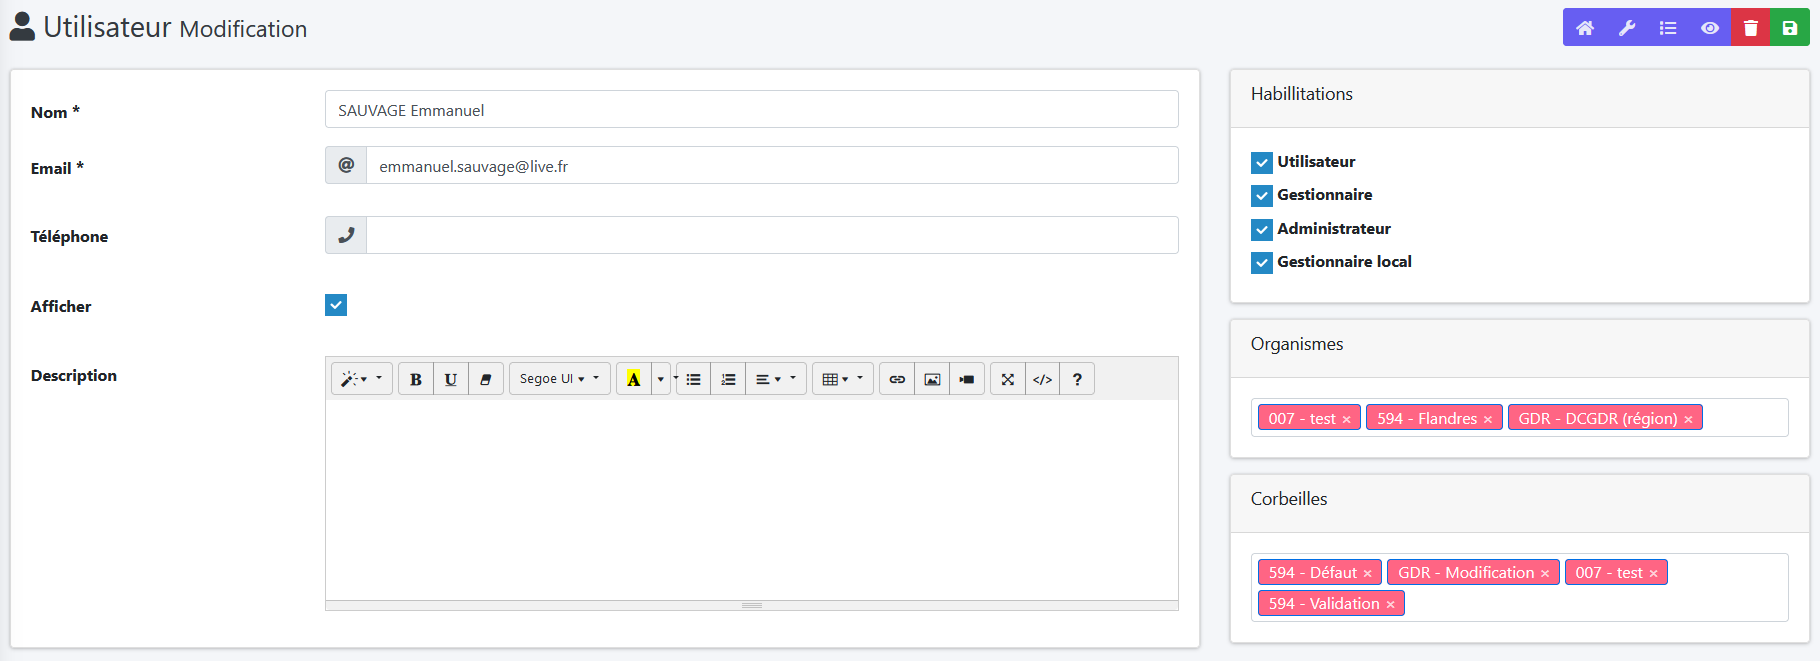 Utilisateur Modification
Nom *
SAUVAGE Emmanuel
Email *
@
emmanuel.sauvage@live.fr
Téléphone
Afficher
Description
B U Segoe UI A </> ?
Habillitations
Utilisateur
Gestionnaire
Administrateur
Gestionnaire local
Organismes
007 - test × 594 - Flandres × GDR - DCGDR (région) ×
Corbeilles
594 - Défaut × GDR - Modification × 007 - test ×
594 - Validation ×